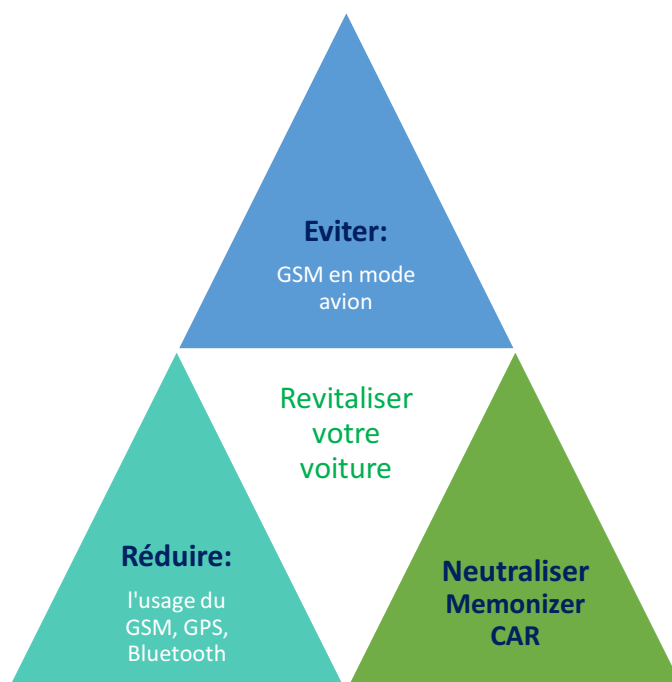 Eviter:
GSM en mode
avion
Revitaliser
votre
voiture
Réduire:
l'usage du
GSM, GPS,
Bluetooth
Neutraliser
Memonizer
CAR